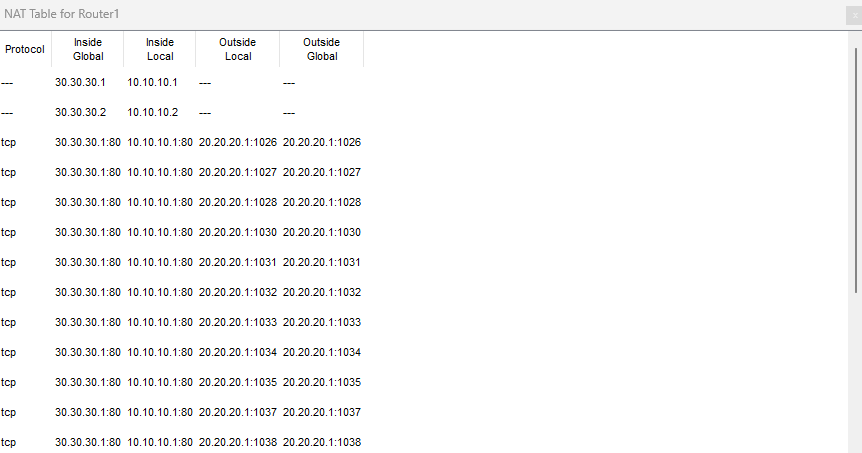 NAT Table for Router1
Protocol Inside Global Inside Local Outside Local Outside Global
--- 30.30.30.1 10.10.10.1 --- ---
--- 30.30.30.2 10.10.10.2 --- ---
tcp 30.30.30.1:80 10.10.10.1:80 20.20.20.1:1026 20.20.20.1:1026
tcp 30.30.30.1:80 10.10.10.1:80 20.20.20.1:1027 20.20.20.1:1027
tcp 30.30.30.1:80 10.10.10.1:80 20.20.20.1:1028 20.20.20.1:1028
tcp 30.30.30.1:80 10.10.10.1:80 20.20.20.1:1030 20.20.20.1:1030
tcp 30.30.30.1:80 10.10.10.1:80 20.20.20.1:1031 20.20.20.1:1031
tcp 30.30.30.1:80 10.10.10.1:80 20.20.20.1:1032 20.20.20.1:1032
tcp 30.30.30.1:80 10.10.10.1:80 20.20.20.1:1033 20.20.20.1:1033
tcp 30.30.30.1:80 10.10.10.1:80 20.20.20.1:1034 20.20.20.1:1034
tcp 30.30.30.1:80 10.10.10.1:80 20.20.20.1:1035 20.20.20.1:1035
tcp 30.30.30.1:80 10.10.10.1:80 20.20.20.1:1037 20.20.20.1:1037
tcp 30.30.30.1:80 10.10.10.1:80 20.20.20.1:1038 20.20.20.1:1038